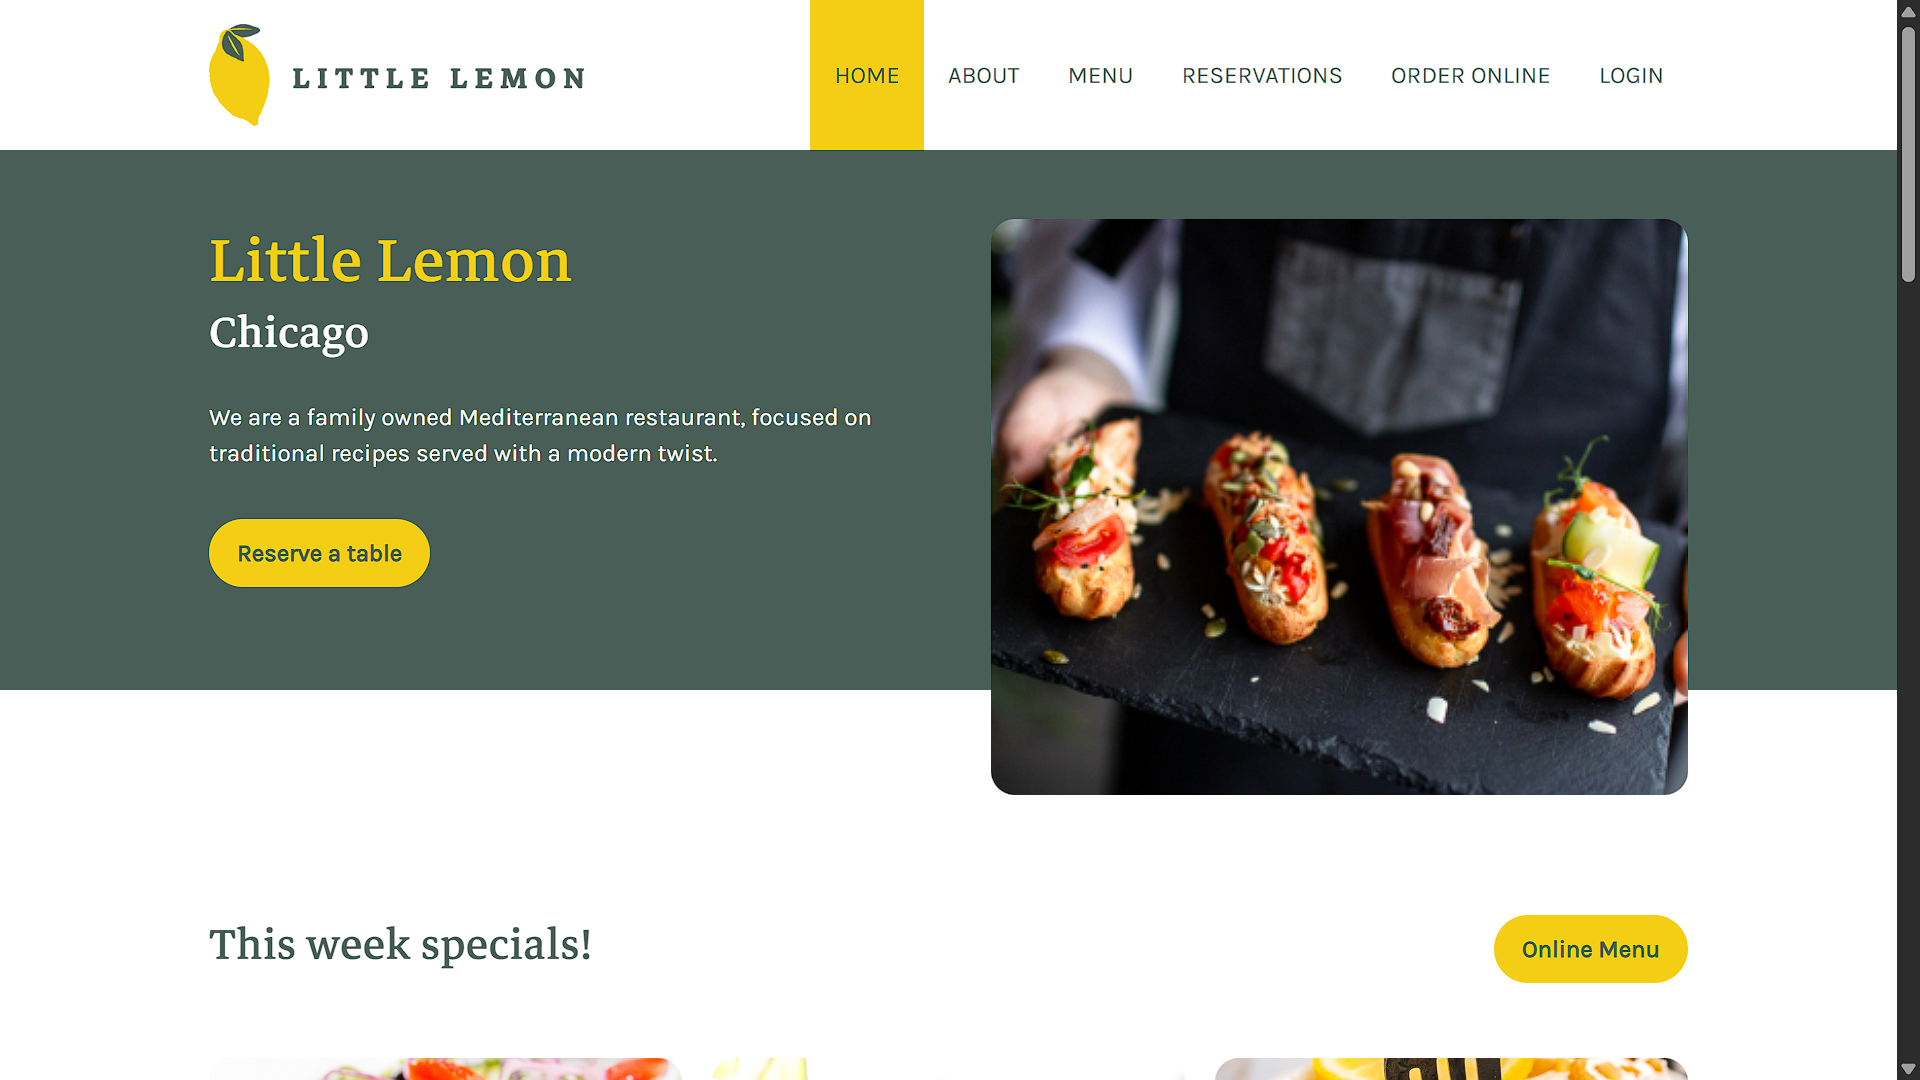 LITTLE LEMON
HOME
ABOUT
MENU
RESERVATIONS
ORDER ONLINE
LOGIN
Little Lemon
Chicago
We are a family owned Mediterranean restaurant, focused on
traditional recipes served with a modern twist.
Reserve a table
This week specials!
Online Menu